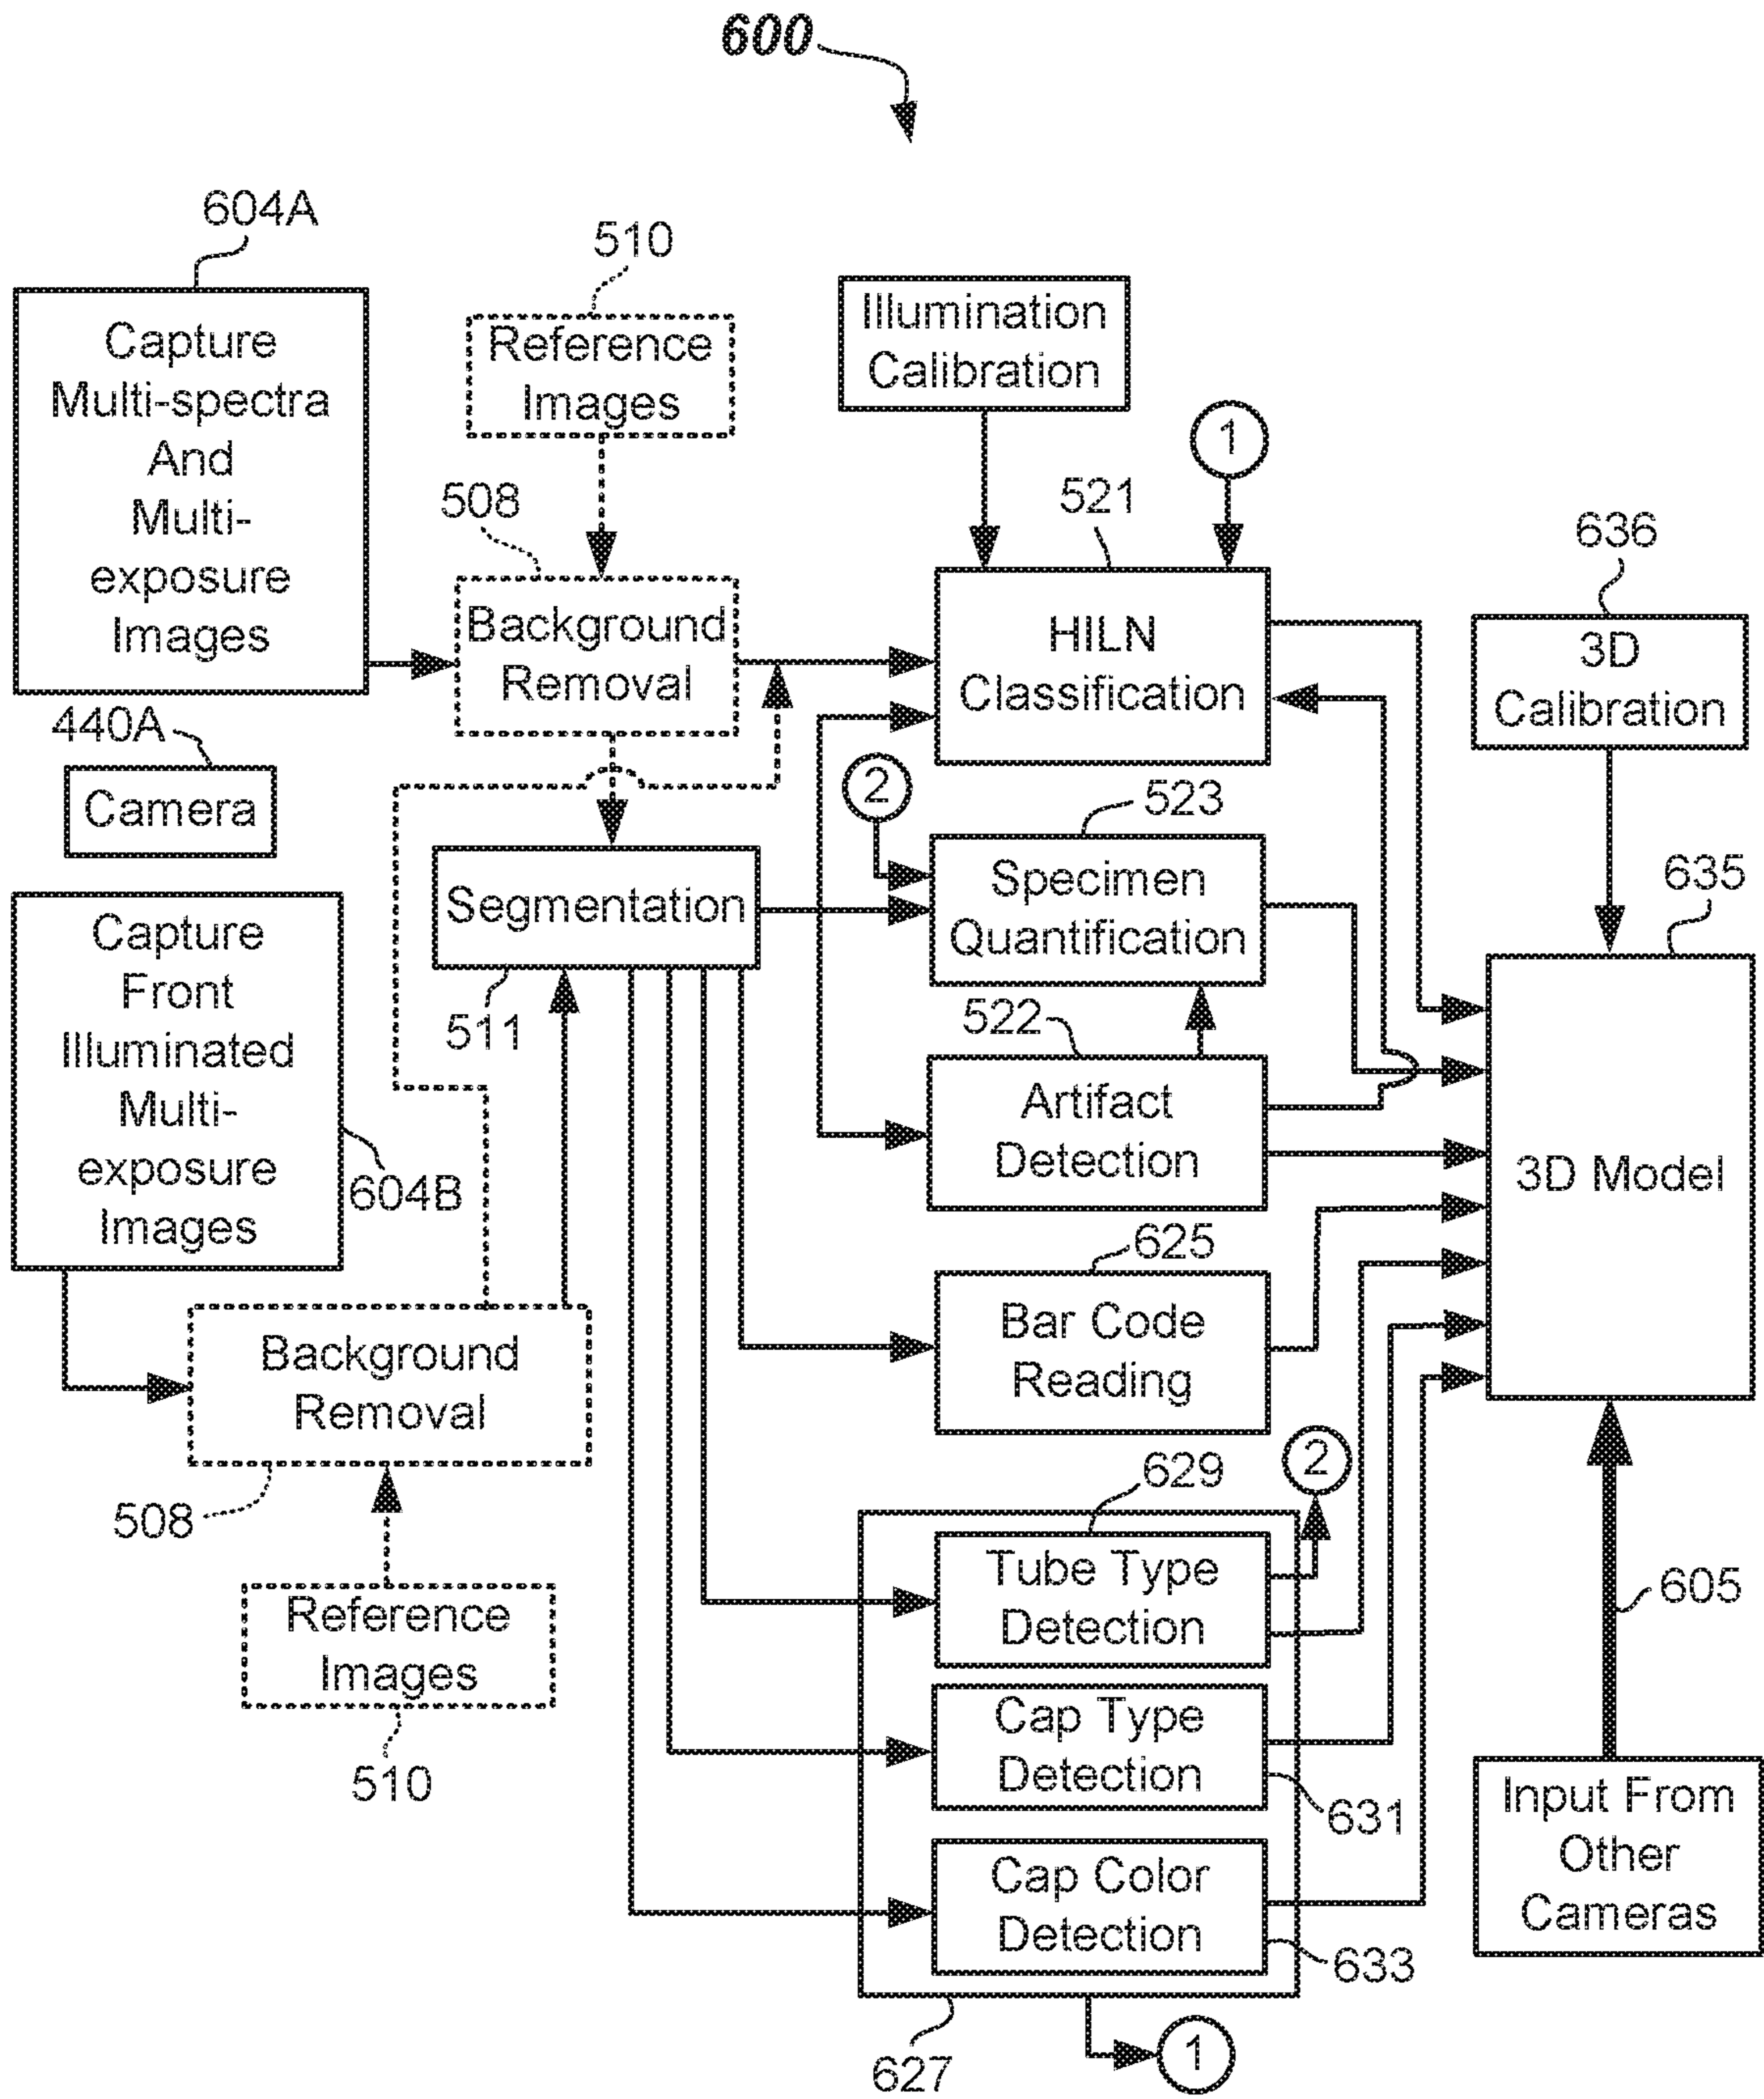 600
604A
Capture
Multi-spectra
And
Multi-
exposure
Images
510
Reference
Images
Illumination
Calibration
1
508
Background
Removal
521
HILN
Classification
636
3D
Calibration
440A
Camera
2
523
Specimen
Quantification
Segmentation
511
635
3D Model
Capture
Front
Illuminated
Multi-
exposure
Images
604B
522
Artifact
Detection
625
Bar Code
Reading
Background
Removal
508
Reference
Images
510
2
629
Tube Type
Detection
Cap Type
Detection
631
Cap Color
Detection
633
627
1
605
Input From
Other
Cameras